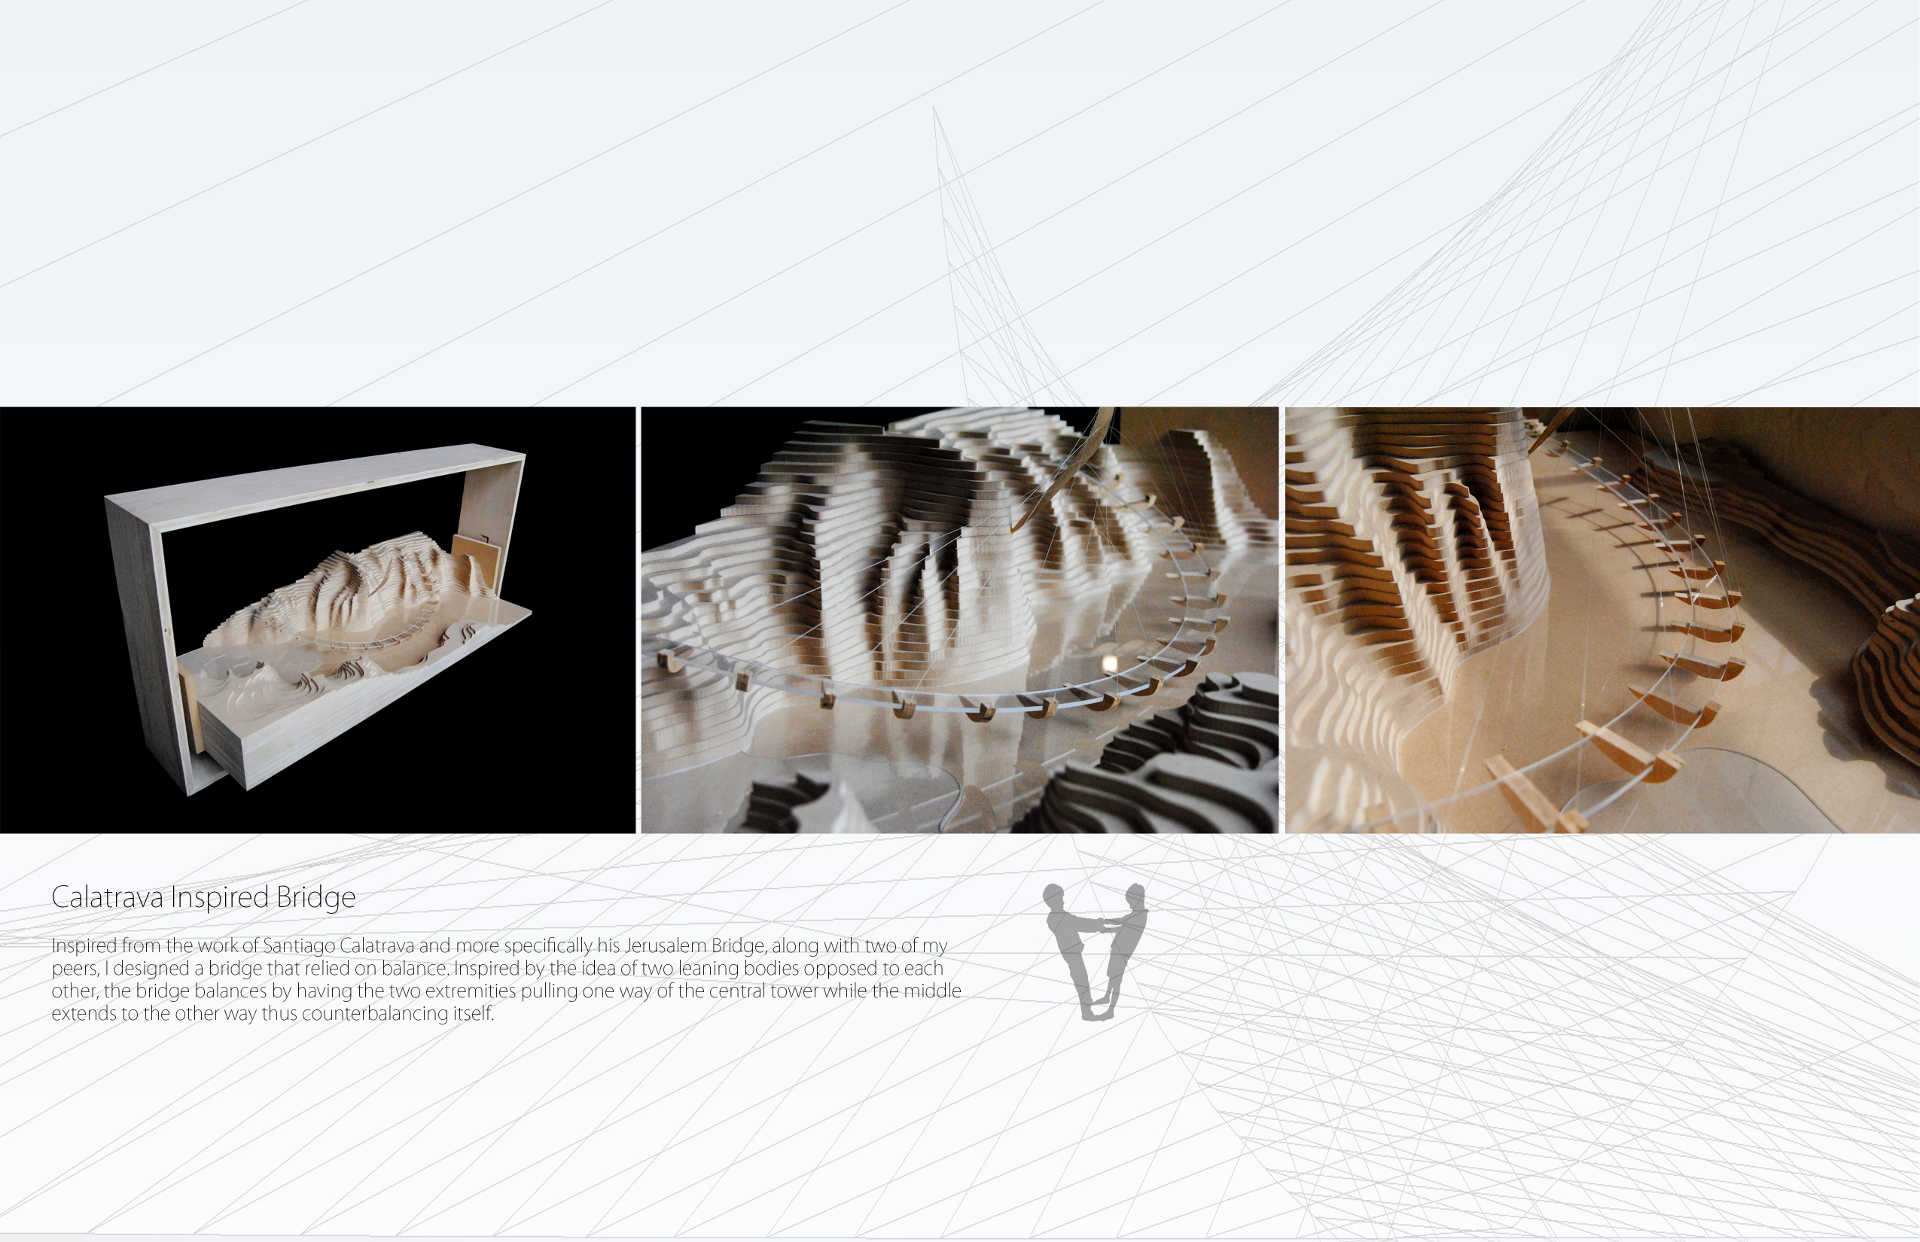 Calatrava Inspired Bridge
Inspired from the work of Santiago Calatrava and more specifically his Jerusalem Bridge, along with two of my
peers, I designed a bridge that relied on balance. Inspired by the idea of two leaning bodies opposed to each
other, the bridge balances by having the two extremities pulling one way of the central tower while the middle
extends to the other way thus counterbalancing itself.